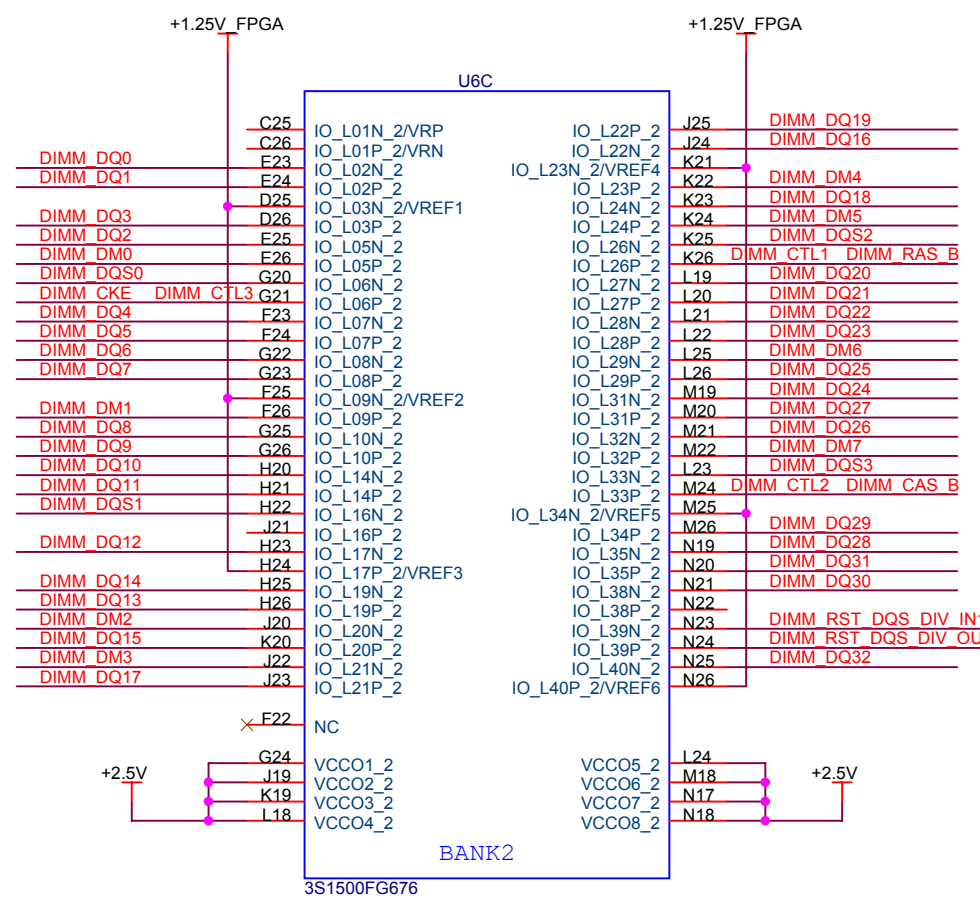 +1.25V_FPGA
+1.25V_FPGA
U6C
C25 IO_L01N_2/VRP
C26 IO_L01P_2/VRN
DIMM_DQ0 E23 IO_L02N_2
DIMM_DQ1 E24 IO_L02P_2
D25 IO_L03N_2/VREF1
DIMM_DQ3 D26 IO_L03P_2
DIMM_DQ2 E25 IO_L05N_2
DIMM_DM0 E26 IO_L05P_2
DIMM_DQS0 G20 IO_L06N_2
DIMM_CKE DIMM_CTL3 G21 IO_L06P_2
DIMM_DQ4 F23 IO_L07N_2
DIMM_DQ5 F24 IO_L07P_2
DIMM_DQ6 G22 IO_L08N_2
DIMM_DQ7 G23 IO_L08P_2
F25 IO_L09N_2/VREF2
DIMM_DM1 F26 IO_L09P_2
DIMM_DQ8 G25 IO_L10N_2
DIMM_DQ9 G26 IO_L10P_2
DIMM_DQ10 H20 IO_L14N_2
DIMM_DQ11 H21 IO_L14P_2
DIMM_DQS1 H22 IO_L16N_2
J21 IO_L16P_2
DIMM_DQ12 H23 IO_L17N_2
H24 IO_L17P_2/VREF3
DIMM_DQ14 H25 IO_L19N_2
DIMM_DQ13 H26 IO_L19P_2
DIMM_DM2 J20 IO_L20N_2
DIMM_DQ15 K20 IO_L20P_2
DIMM_DM3 J22 IO_L21N_2
DIMM_DQ17 J23 IO_L21P_2
F22 NC
G24 VCCO1_2
+2.5V J19 VCCO2_2
K19 VCCO3_2
L18 VCCO4_2
IO_L22P_2 J25 DIMM_DQ19
IO_L22N_2 J24 DIMM_DQ16
IO_L23N_2/VREF4 K21
IO_L23P_2 K22 DIMM_DM4
IO_L24N_2 K23 DIMM_DQ18
IO_L24P_2 K24 DIMM_DM5
IO_L26N_2 K25 DIMM_DQS2
IO_L26P_2 K26 DIMM_CTL1 DIMM_RAS_B
IO_L27N_2 L19 DIMM_DQ20
IO_L27P_2 L20 DIMM_DQ21
IO_L28N_2 L21 DIMM_DQ22
IO_L28P_2 L22 DIMM_DQ23
IO_L29N_2 L25 DIMM_DM6
IO_L29P_2 L26 DIMM_DQ25
IO_L31N_2 M19 DIMM_DQ24
IO_L31P_2 M20 DIMM_DQ27
IO_L32N_2 M21 DIMM_DQ26
IO_L32P_2 M22 DIMM_DM7
IO_L33N_2 L23 DIMM_DQS3
IO_L33P_2 M24 DIMM_CTL2 DIMM_CAS_B
IO_L34N_2/VREF5 M25
IO_L34P_2 M26 DIMM_DQ29
IO_L35N_2 N19 DIMM_DQ28
IO_L35P_2 N20 DIMM_DQ31
IO_L38N_2 N21 DIMM_DQ30
IO_L38P_2 N22
IO_L39N_2 N23 DIMM_RST_DQS_DIV_IN
IO_L39P_2 N24 DIMM_RST_DQS_DIV_OU
IO_L40N_2 N25 DIMM_DQ32
IO_L40P_2/VREF6 N26
VCCO5_2 L24
VCCO6_2 M18 +2.5V
VCCO7_2 N17
VCCO8_2 N18
BANK2
3S1500FG676